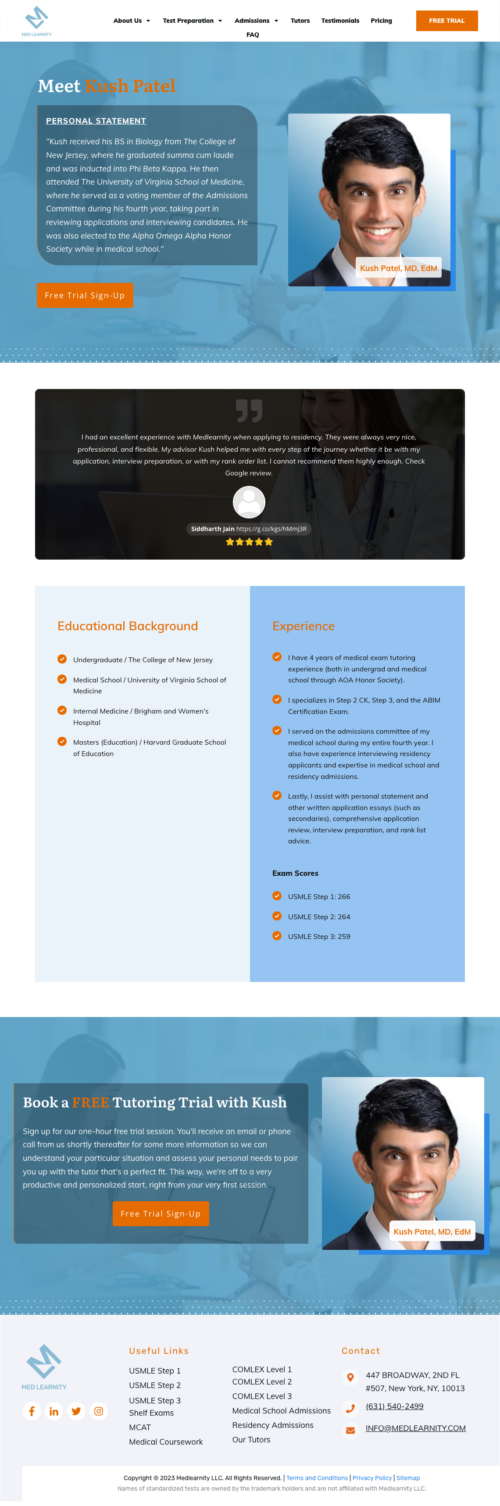 MED LEARNITY
About Us
Test Preparation
Admissions
Tutors
Testimonials
Pricing
FAQ
FREE TRIAL
Meet Kush Patel
PERSONAL STATEMENT
"Kush received his BS in Biology from The College of
New Jersey, where he graduated summa cum laude
and was inducted into Phi Beta Kappa. He then
attended The University of Virginia School of Medicine,
where he served as a voting member of the Admissions
Committee during his fourth year, taking part in
reviewing applications and interviewing candidates. He
was also elected to the Alpha Omega Alpha Honor
Society while in medical school."
Kush Patel, MD, EdM
Free Trial Sign-Up
I had an excellent experience with Medlearnity when applying to residency. They were always very nice,
professional, and flexible. My advisor Kush helped me with every step of the journey whether it be with my
application, interview preparation, or with my rank order list. I cannot recommend them highly enough. Check
Google review.
Siddharth Jain https://g.co/kgs/hMmJ3R
Educational Background
Undergraduate / The College of New Jersey
Medical School / University of Virginia School of
Medicine
Internal Medicine / Brigham and Women's
Hospital
Masters (Education) / Harvard Graduate School
of Education
Experience
I have 4 years of medical exam tutoring
experience (both in undergrad and medical
school through AOA Honor Society).
I specializes in Step 2 CK, Step 3, and the ABIM
Certification Exam.
I served on the admissions committee of my
medical school during my entire fourth year. I
also have experience interviewing residency
applicants and expertise in medical school and
residency admissions.
Lastly, I assist with personal statement and
other written application essays (such as
secondaries), comprehensive application
review, interview preparation, and rank list
advice.
Exam Scores
USMLE Step 1: 266
USMLE Step 2: 264
USMLE Step 3: 259
Book a FREE Tutoring Trial with Kush
Sign up for our one-hour free trial session. You'll receive an email or phone
call from us shortly thereafter for some more information so we can
understand your particular situation and assess your personal needs to pair
you up with the tutor that's a perfect fit. This way, we're off to a very
productive and personalized start, right from your very first session
Free Trial Sign-Up
Kush Patel, MD, EdM
MED LEARNITY
Useful Links
USMLE Step 1
USMLE Step 2
USMLE Step 3
Shelf Exams
MCAT
Medical Coursework
COMLEX Level 1
COMLEX Level 2
COMLEX Level 3
Medical School Admissions
Residency Admissions
Our Tutors
Contact
447 BROADWAY, 2ND FL
#507, New York, NY, 10013
(631) 540-2499
INFO@MEDLEARNITY.COM
Copyright © 2023 Medlearnity LLC. All Rights Reserved. | Terms and Conditions | Privacy Policy | Sitemap
Names of standardized tests are owned by the trademark holders and are not affiliated with Medlearnity LLC.